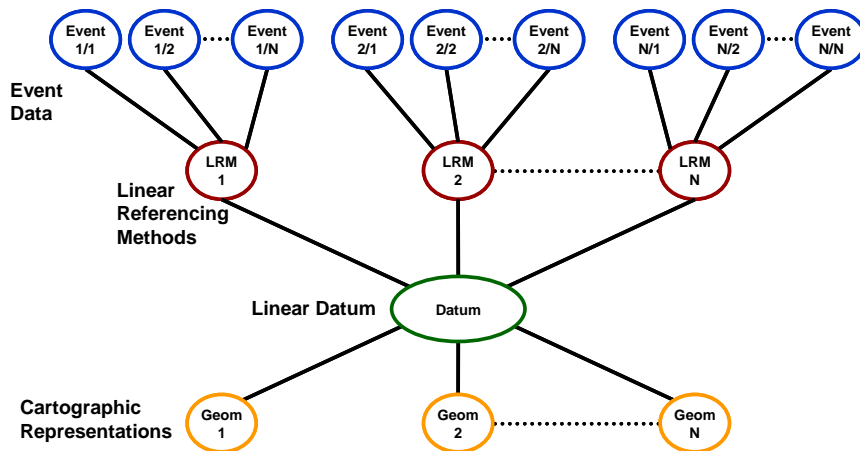 Event Event Event Event Event Event Event Event Event
1/1 1/2 1/N 2/1 2/2 2/N N/1 N/2 N/N
Event
Data
LRM LRM LRM
1 2 N
Linear
Referencing
Methods
Linear Datum Datum
Cartographic
Representations
Geom Geom Geom
1 2 N